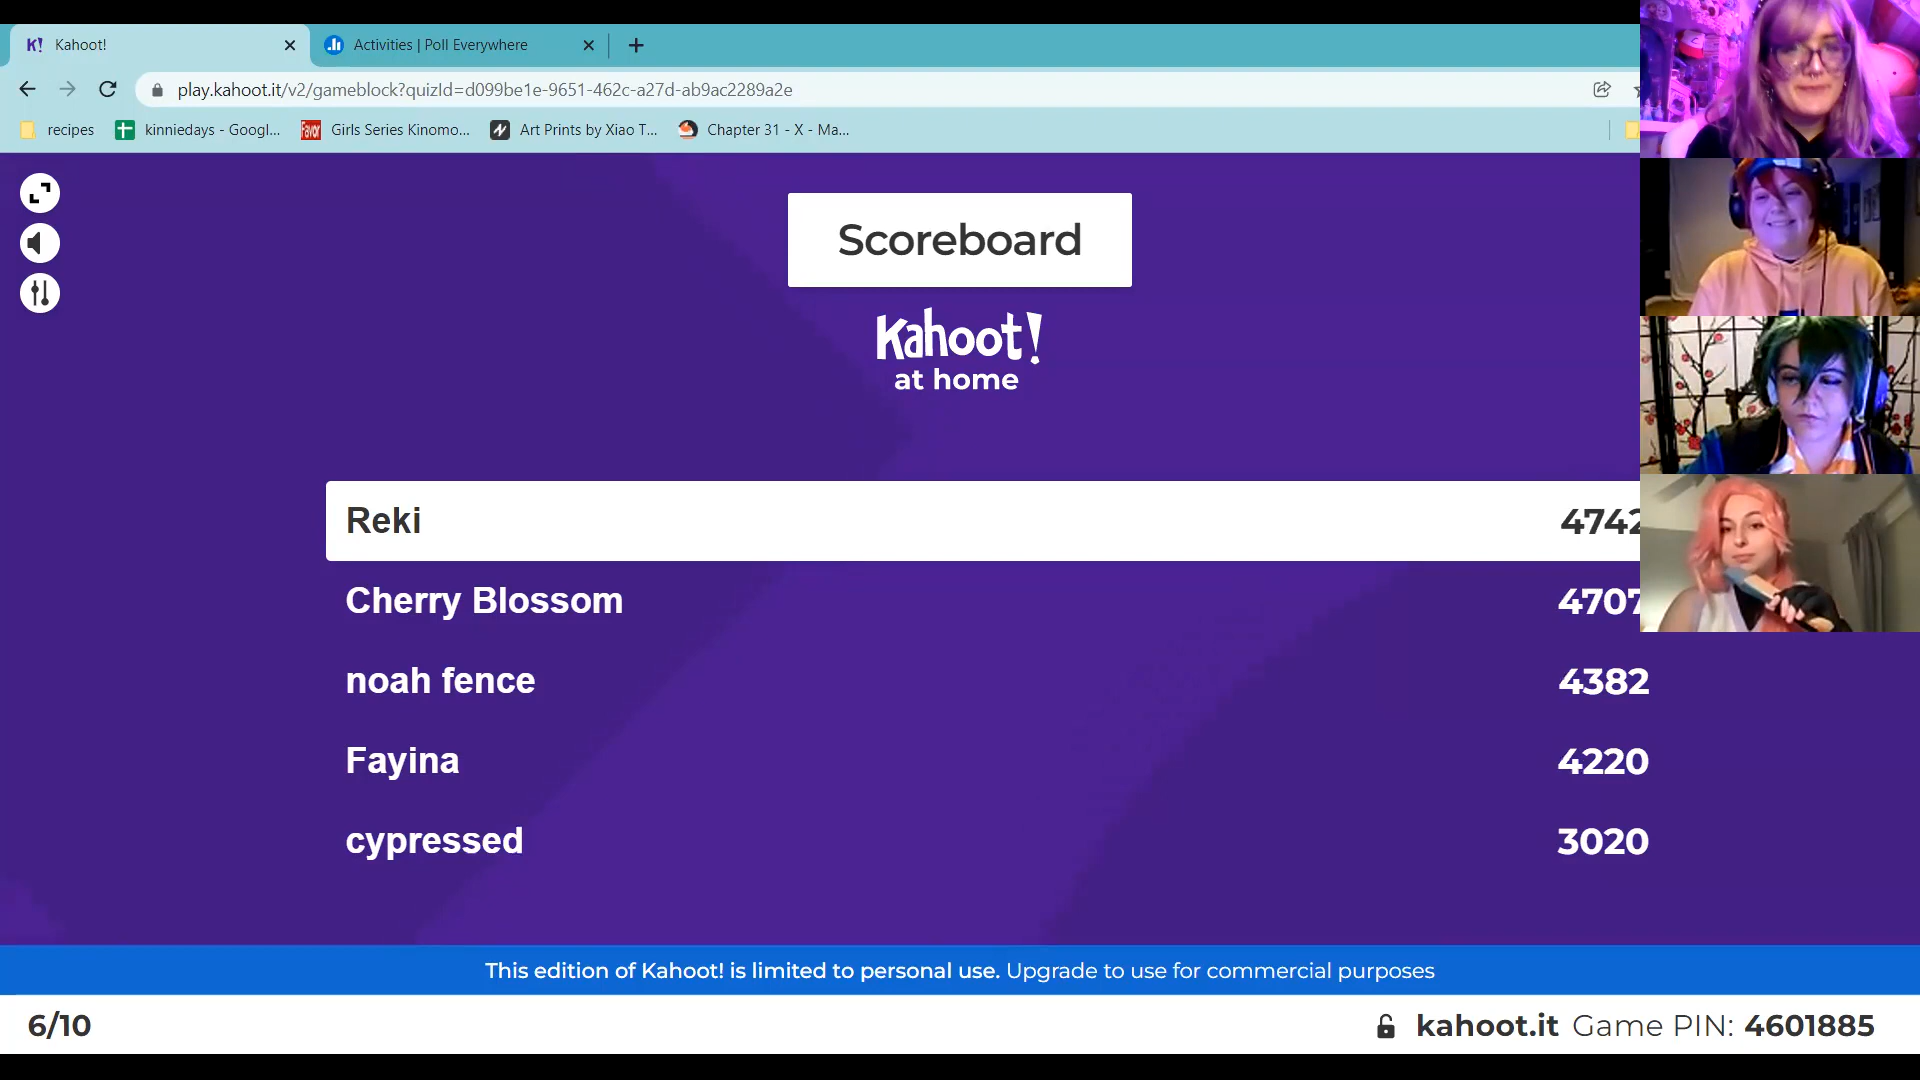 Kahoot!
Activities | Poll Everywhere
play.kahoot.it/v2/gameblock?quizId=d099be1e-9651-462c-a27d-ab9ac2289a2e
recipes
kinniedays - Googl...
Favor
Girls Series Kinomo...
Art Prints by Xiao T...
Chapter 31 - X - Ma...
Scoreboard
Kahoot!
at home
Reki 4742
Cherry Blossom 4707
noah fence 4382
Fayina 4220
cypressed 3020
This edition of Kahoot! is limited to personal use. Upgrade to use for commercial purposes
6/10
kahoot.it Game PIN: 4601885